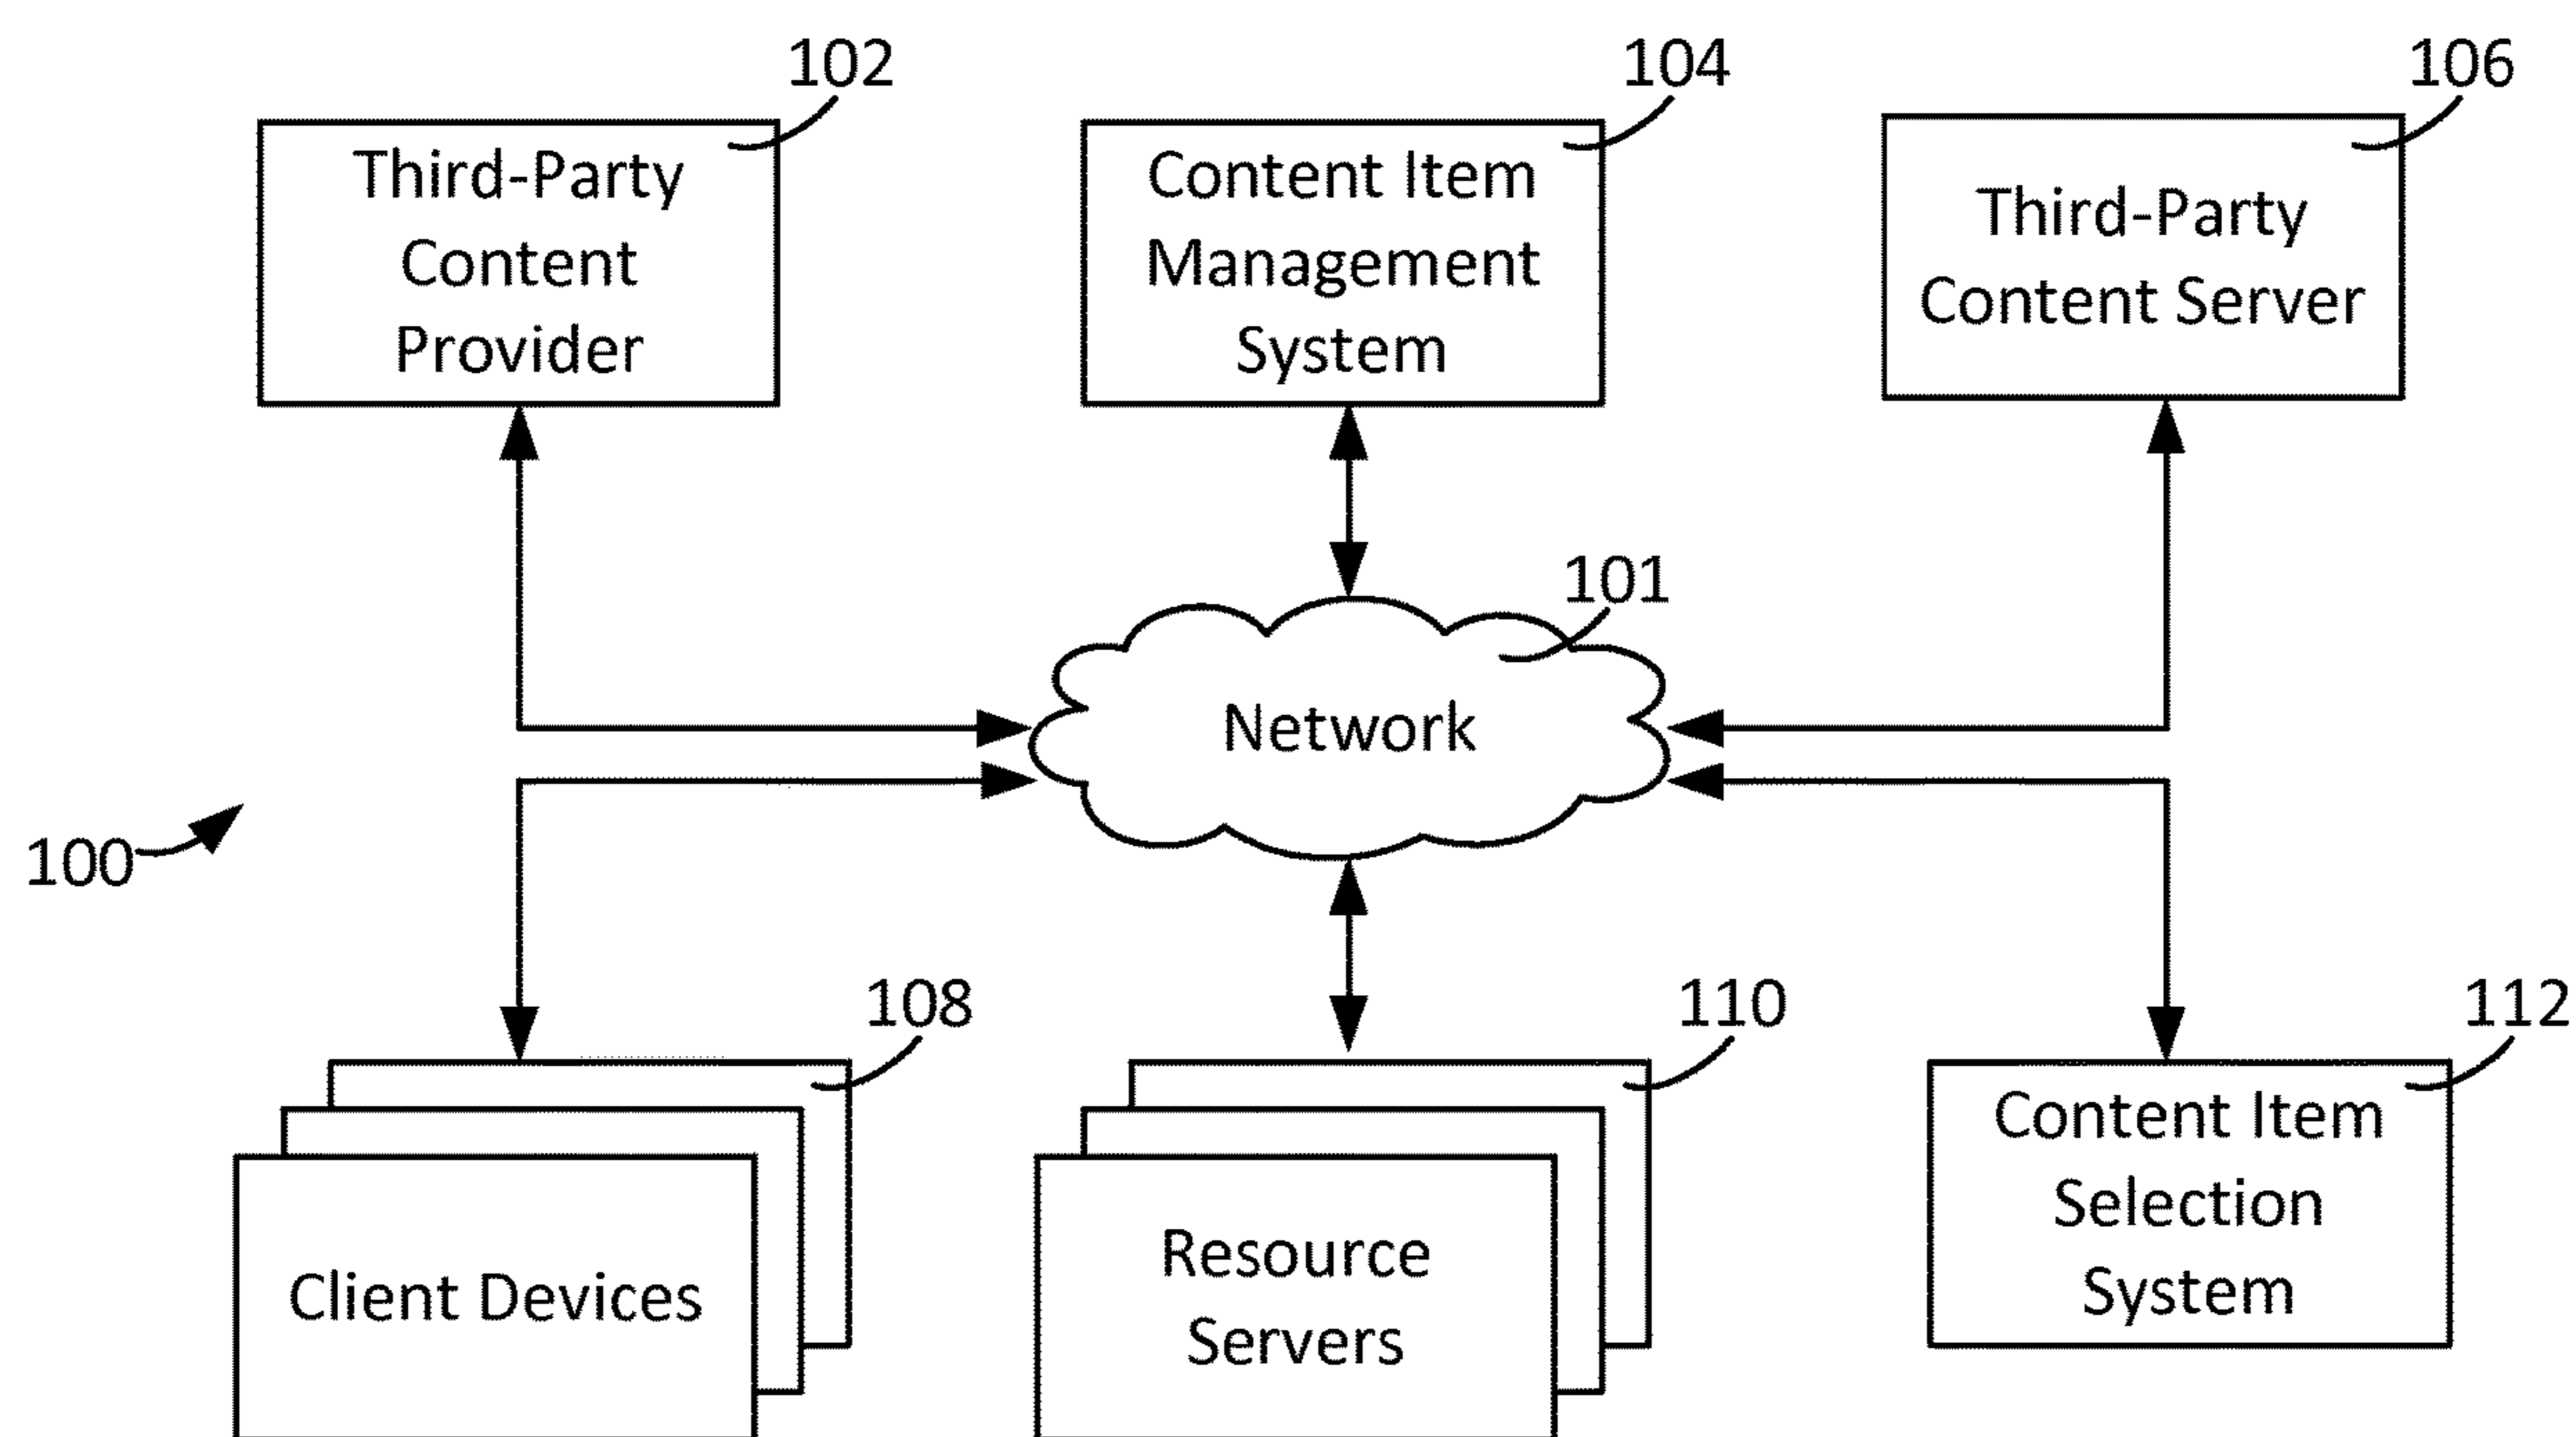 102
104
106
Third-Party
Content
Provider
Content Item
Management
System
Third-Party
Content Server
101
Network
100
108
110
112
Client Devices
Resource
Servers
Content Item
Selection
System